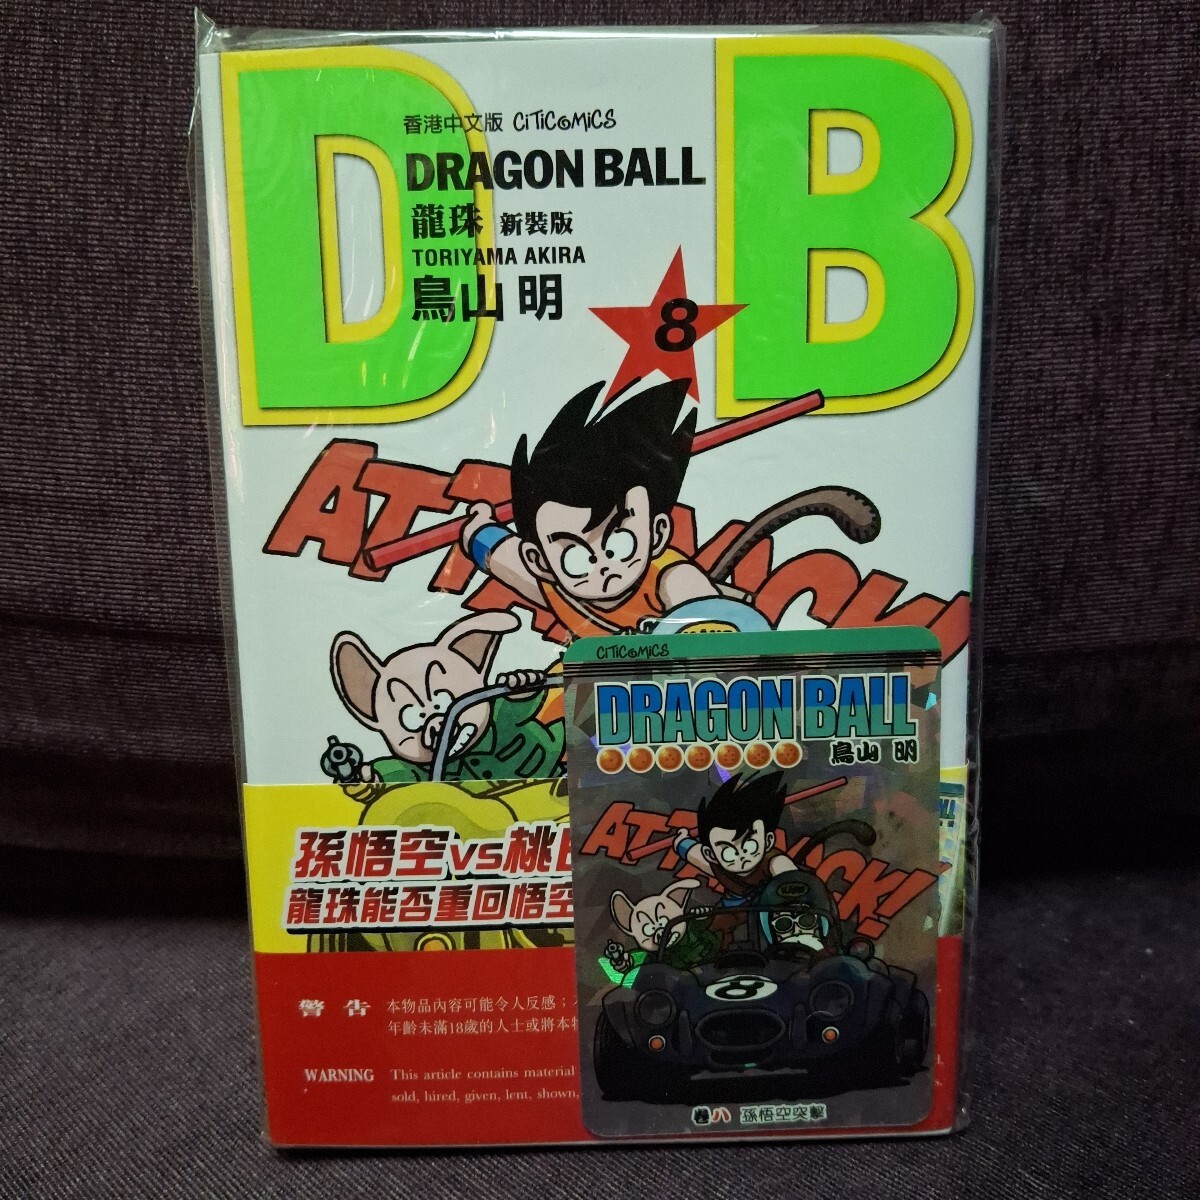 D B
香港中文版 CiTiCOMiCS
DRAGON BALL
龍珠 新裝版
TORIYAMA AKIRA
鳥山 明
8
孫悟空vs桃
龍珠能否重回悟空
警告 本物品內容可能令人反感；
年齡未滿18歲的人士或將本
WARNING This article contains material
sold, hired, given, lent, shown,
CiTiCOMiCS
DRAGON BALL
鳥山 明
8
卷八 孫悟空突擊